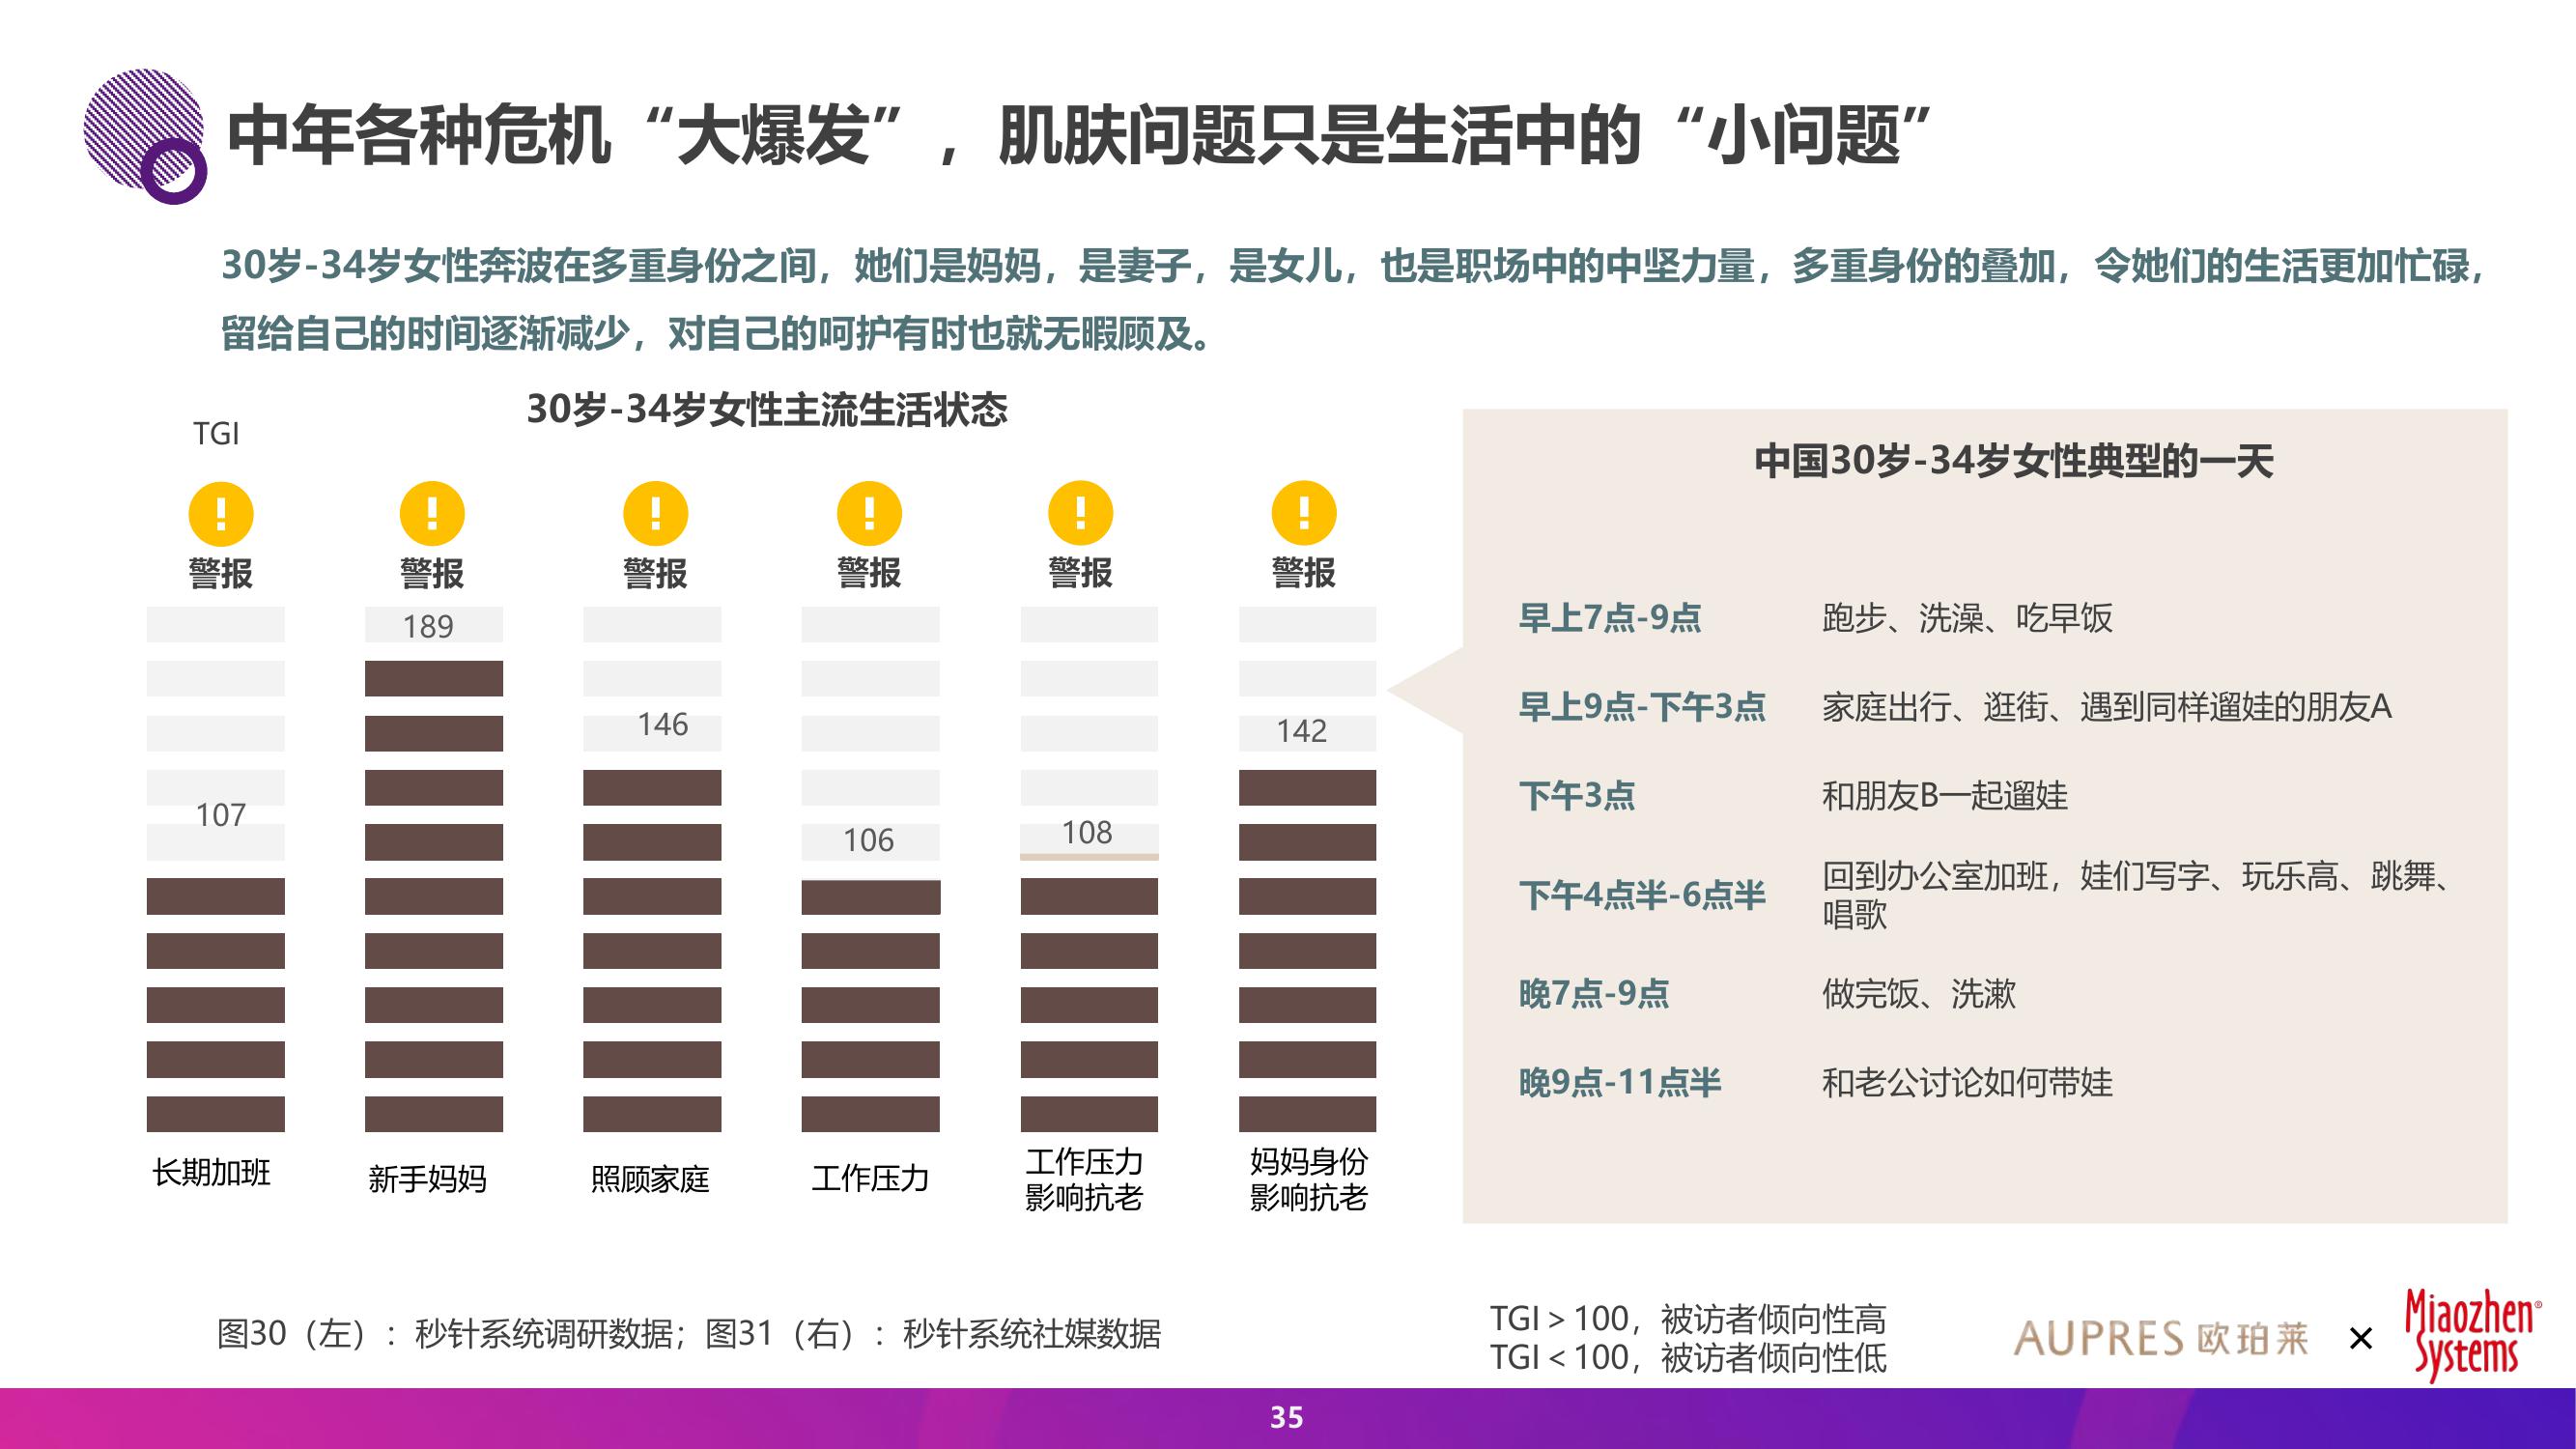 中年各种危机“大爆发”，肌肤问题只是生活中的“小问题”
30岁-34岁女性奔波在多重身份之间，她们是妈妈，是妻子，是女儿，也是职场中的中坚力量，多重身份的叠加，令她们的生活更加忙碌，
留给自己的时间逐渐减少，对自己的呵护有时也就无暇顾及。
30岁-34岁女性主流生活状态
TGI
警报 警报 警报 警报 警报 警报
107 189 146 106 108 142
长期加班 新手妈妈 照顾家庭 工作压力 工作压力 妈妈身份
影响抗老 影响抗老
中国30岁-34岁女性典型的一天
早上7点-9点 跑步、洗澡、吃早饭
早上9点-下午3点 家庭出行、逛街、遇到同样遛娃的朋友A
下午3点 和朋友B一起遛娃
下午4点半-6点半 回到办公室加班，娃们写字、玩乐高、跳舞、
唱歌
晚7点-9点 做完饭、洗漱
晚9点-11点半 和老公讨论如何带娃
图30（左）：秒针系统调研数据；图31（右）：秒针系统社媒数据
TGI＞100，被访者倾向性高
TGI＜100，被访者倾向性低
AUPRES 欧珀莱 × Miaozhen®
Systems
35